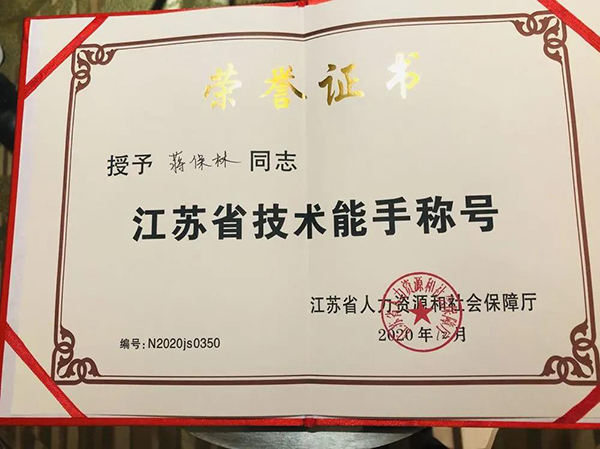 荣誉证书
授予 蒋保林 同志
江苏省技术能手称号
江苏省人力资源和社会保障厅
2020年12月
编号：N2020js0350